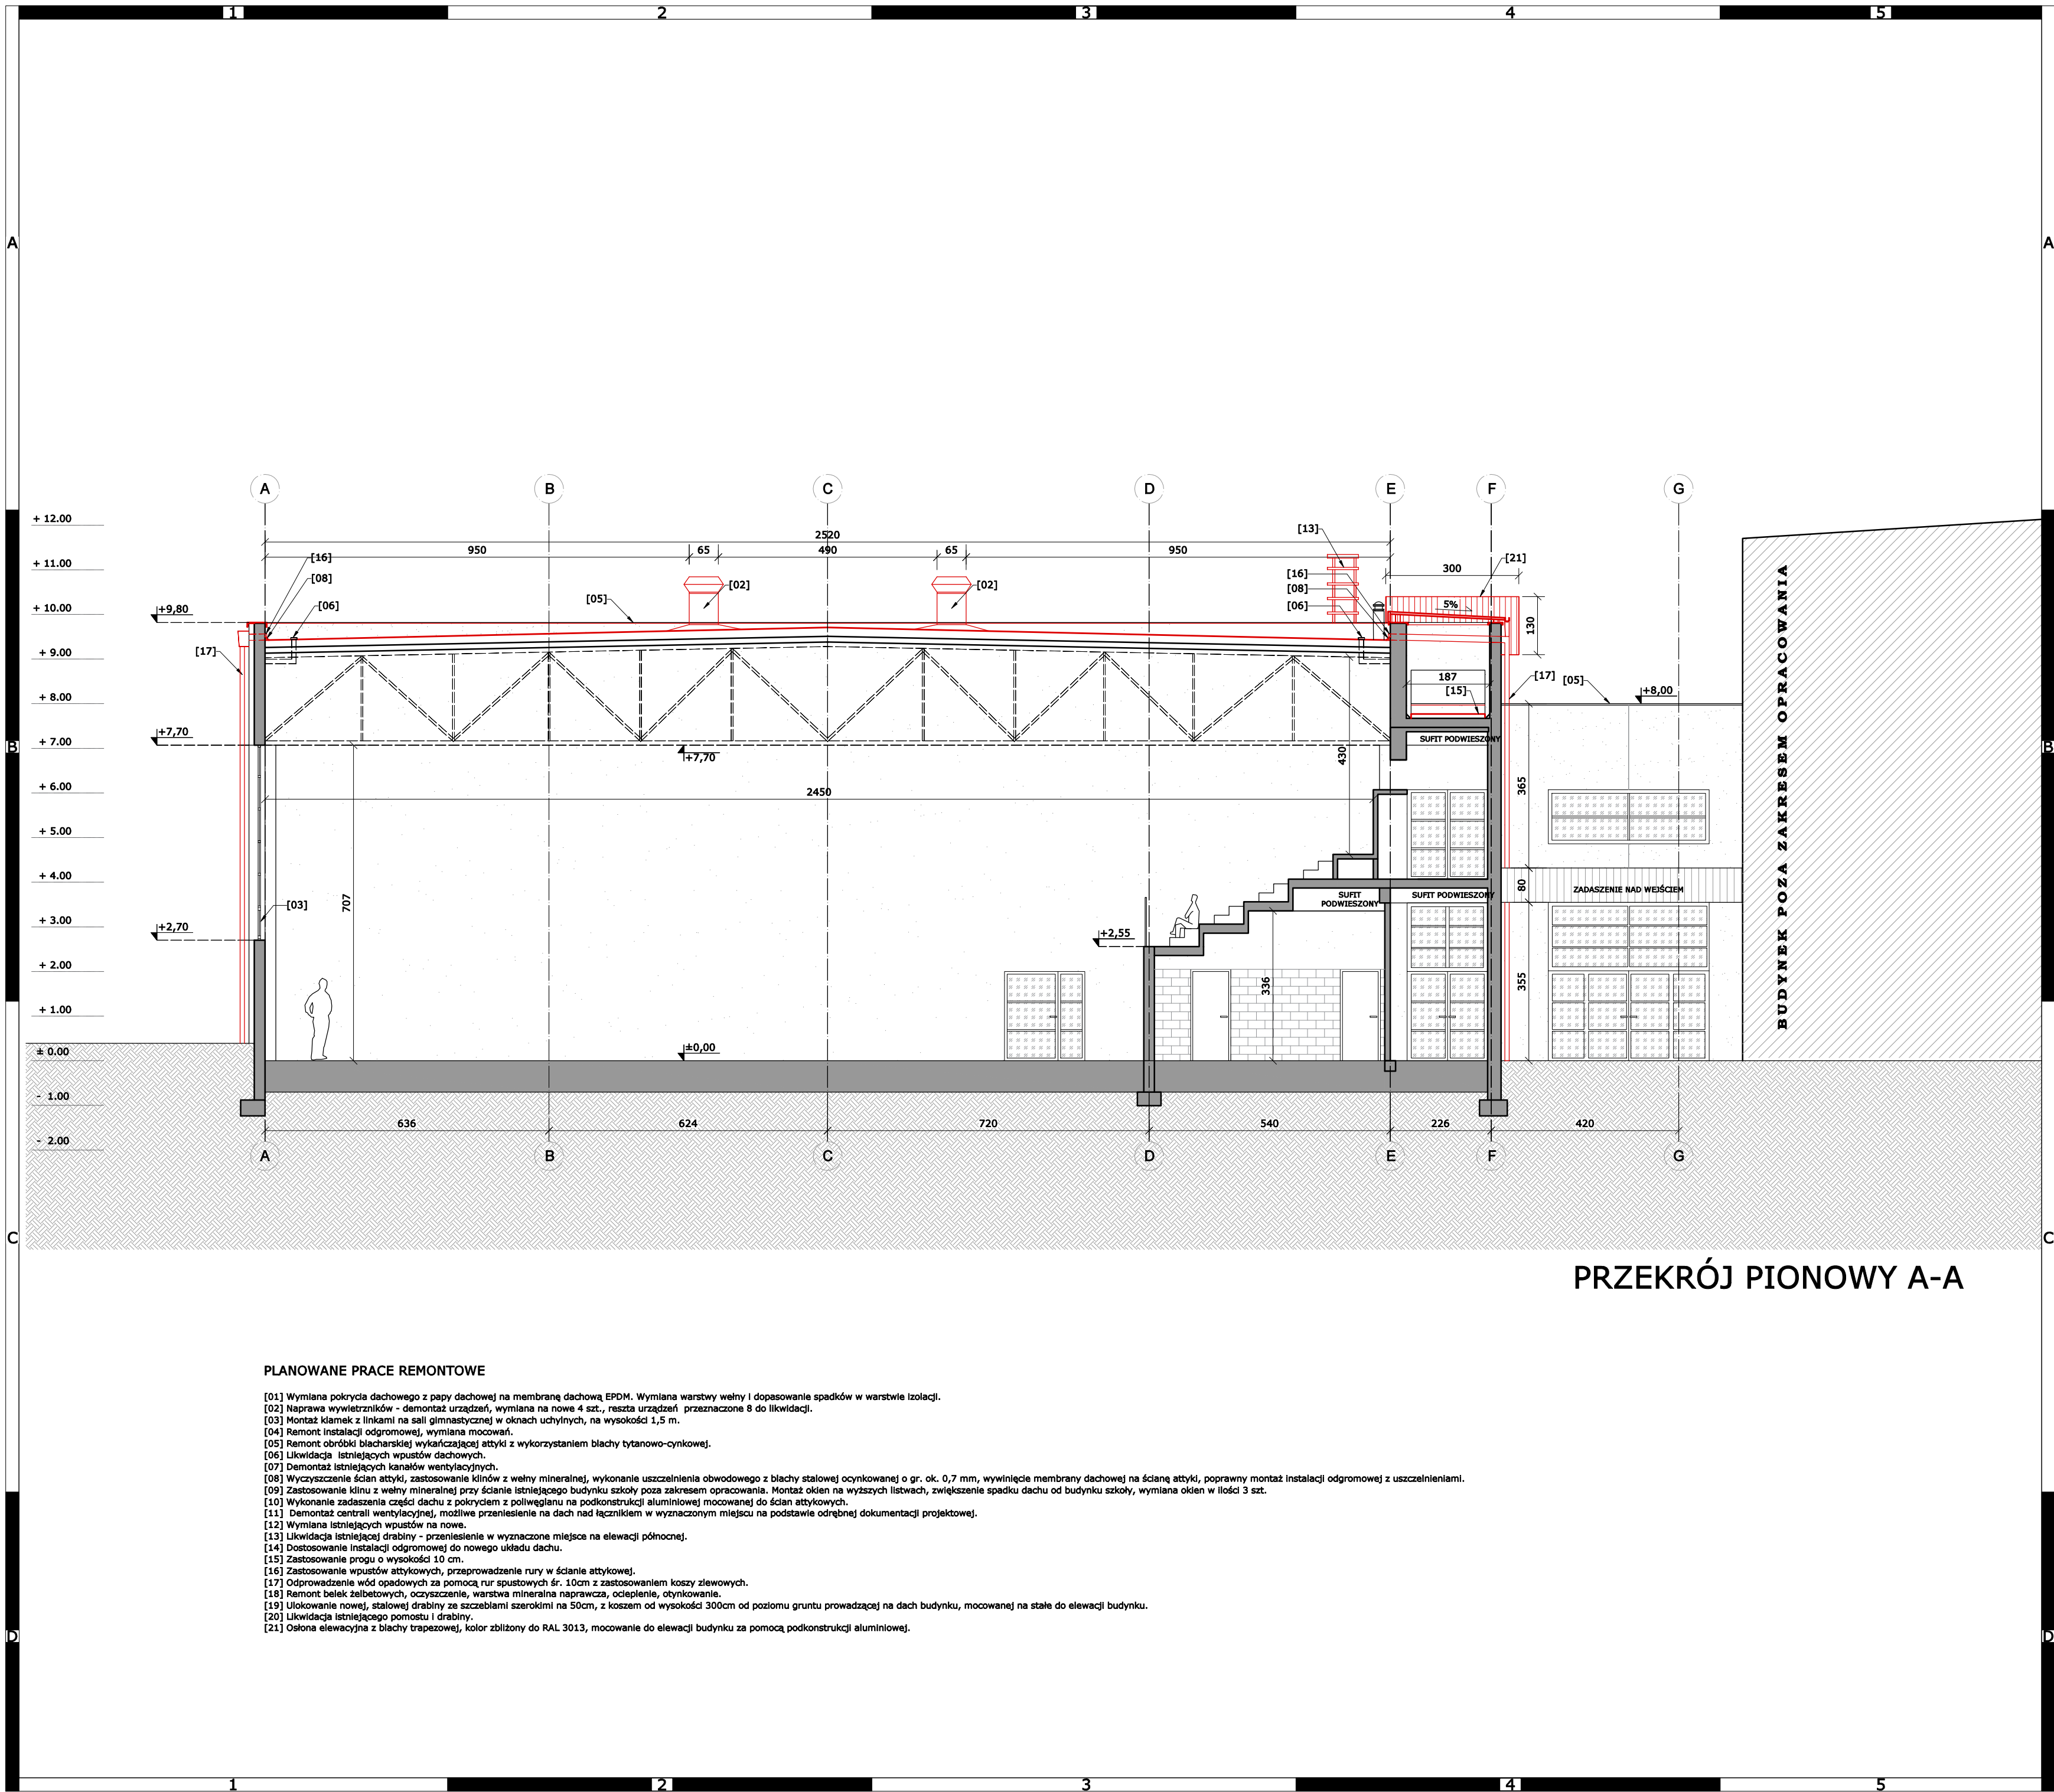 1 2 3 4 5
A A
A B C D E F G
+ 12.00
[13]
2520
950 65 490 65 950
+ 11.00
[16] [21]
[08] [02] [02] [16] 300
[05] [08]
+ 10.00 +9,80 [06] [06] 5%
130
+ 9.00
[17] 187 [17] [05]
+ 8.00 [15] +8,00
+7,70
+ 7.00 SUFIT PODWIESZONY
+7,70 430
365
+ 6.00 2450
+ 5.00
+ 4.00 80 ZADASZENIE NAD WEJŚCIEM
SUFIT SUFIT PODWIESZONY
PODWIESZONY
[03] 707
+ 3.00 +2,70 +2,55
+ 2.00
336 355
+ 1.00
BUDYNEK POZA ZAKRESEM OPRACOWANIA
± 0.00 ±0,00
- 1.00
636 624 720 540 226 420
- 2.00
A B C D E F G
B B
C C
PRZEKRÓJ PIONOWY A-A
PLANOWANE PRACE REMONTOWE
[01] Wymiana pokrycia dachowego z papy dachowej na membranę dachową EPDM. Wymiana warstwy wełny i dopasowanie spadków w warstwie izolacji.
[02] Naprawa wywietrzników - demontaż urządzeń, wymiana na nowe 4 szt., reszta urządzeń przeznaczone 8 do likwidacji.
[03] Montaż klamek z linkami na sali gimnastycznej w oknach uchylnych, na wysokości 1,5 m.
[04] Remont instalacji odgromowej, wymiana mocowań.
[05] Remont obróbki blacharskiej wykańczającej attyki z wykorzystaniem blachy tytanowo-cynkowej.
[06] Likwidacja istniejących wpustów dachowych.
[07] Demontaż istniejących kanałów wentylacyjnych.
[08] Wyczyszczenie ścian attyki, zastosowanie klinów z wełny mineralnej, wykonanie uszczelnienia obwodowego z blachy stalowej ocynkowanej o gr. ok. 0,7 mm, wywinięcie membrany dachowej na ścianę attyki, poprawny montaż instalacji odgromowej z uszczelnieniami.
[09] Zastosowanie klinu z wełny mineralnej przy ścianie istniejącego budynku szkoły poza zakresem opracowania. Montaż okien na wyższych listwach, zwiększenie spadku dachu od budynku szkoły, wymiana okien w ilości 3 szt.
[10] Wykonanie zadaszenia części dachu z pokryciem z poliwęglanu na podkonstrukcji aluminiowej mocowanej do ścian attykowych.
[11] Demontaż centrali wentylacyjnej, możliwe przeniesienie na dach nad łącznikiem w wyznaczonym miejscu na podstawie odrębnej dokumentacji projektowej.
[12] Wymiana istniejących wpustów na nowe.
[13] Likwidacja istniejącej drabiny - przeniesienie w wyznaczone miejsce na elewacji północnej.
[14] Dostosowanie instalacji odgromowej do nowego układu dachu.
[15] Zastosowanie progu o wysokości 10 cm.
[16] Zastosowanie wpustów attykowych, przeprowadzenie rury w ścianie attykowej.
[17] Odprowadzenie wód opadowych za pomocą rur spustowych śr. 10cm z zastosowaniem koszy zlewowych.
[18] Remont belek żelbetowych, oczyszczenie, warstwa mineralna naprawcza, ocieplenie, otynkowanie.
[19] Ulokowanie nowej, stalowej drabiny ze szczeblami szerokimi na 50cm, z koszem od wysokości 300cm od poziomu gruntu prowadzącej na dach budynku, mocowanej na stałe do elewacji budynku.
[20] Likwidacja istniejącego pomostu i drabiny.
[21] Osłona elewacyjna z blachy trapezowej, kolor zbliżony do RAL 3013, mocowanie do elewacji budynku za pomocą podkonstrukcji aluminiowej.
D D
1 2 3 4 5